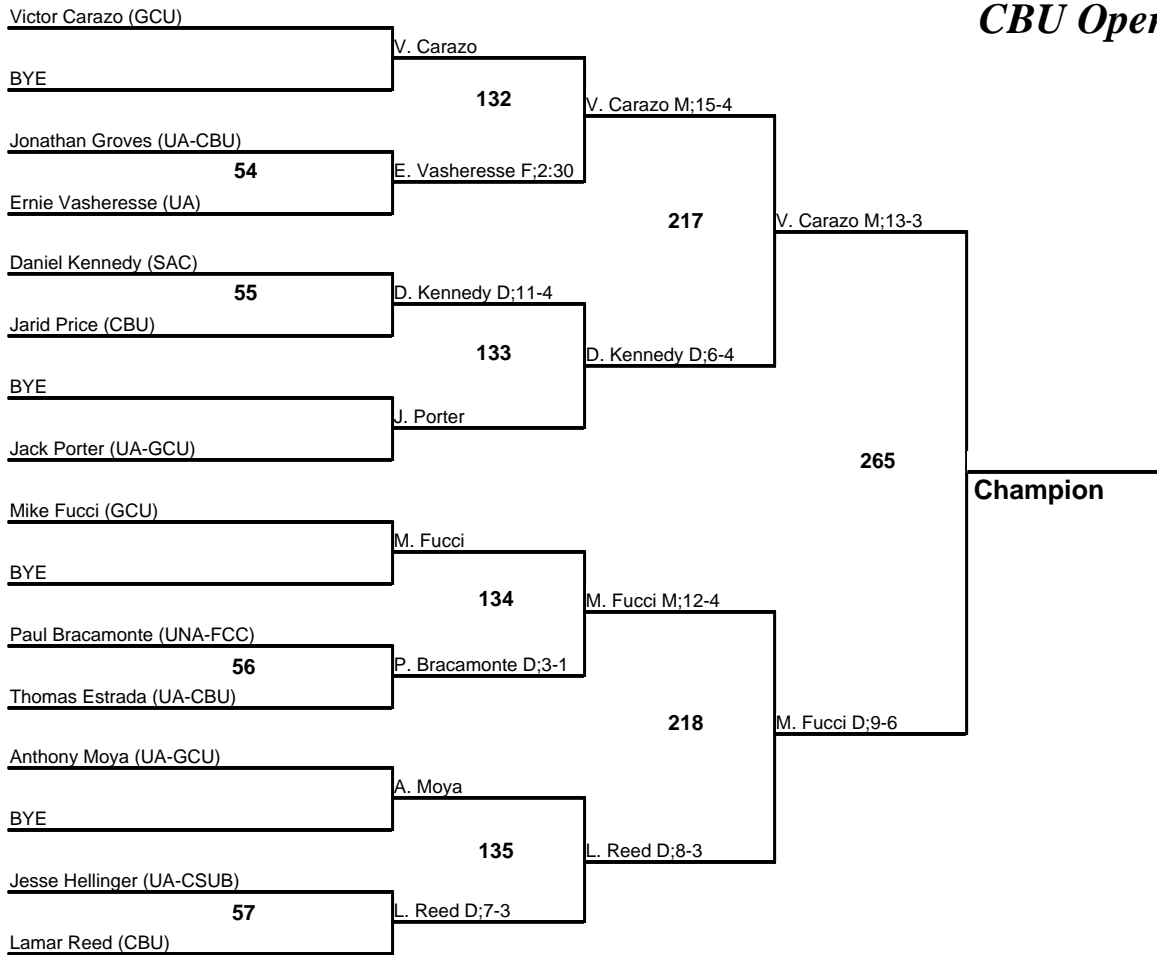 CBU Oper
Victor Carazo (GCU)
V. Carazo
BYE
132
V. Carazo M;15-4
Jonathan Groves (UA-CBU)
54
E. Vasheresse F;2:30
Ernie Vasheresse (UA)
217
V. Carazo M;13-3
Daniel Kennedy (SAC)
55
D. Kennedy D;11-4
Jarid Price (CBU)
133
D. Kennedy D;6-4
BYE
J. Porter
Jack Porter (UA-GCU)
265
Champion
Mike Fucci (GCU)
M. Fucci
BYE
134
M. Fucci M;12-4
Paul Bracamonte (UNA-FCC)
56
P. Bracamonte D;3-1
Thomas Estrada (UA-CBU)
218
M. Fucci D;9-6
Anthony Moya (UA-GCU)
A. Moya
BYE
135
L. Reed D;8-3
Jesse Hellinger (UA-CSUB)
57
L. Reed D;7-3
Lamar Reed (CBU)